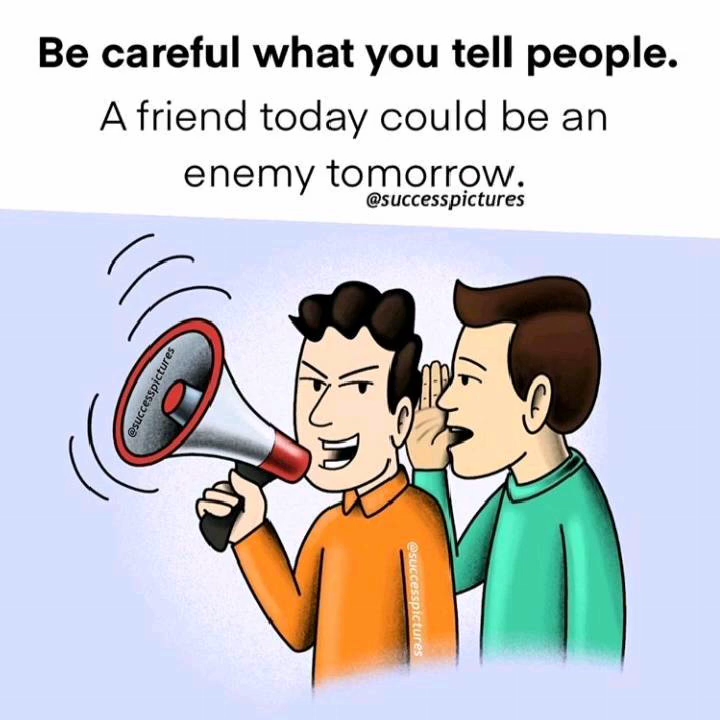 Be careful what you tell people.
A friend today could be an
enemy tomorrow.
@successpictures
@successpictures
@successpictures